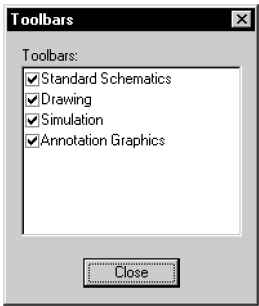 Toolbars
Toolbars:
Standard Schematics
Drawing
Simulation
Annotation Graphics
Close